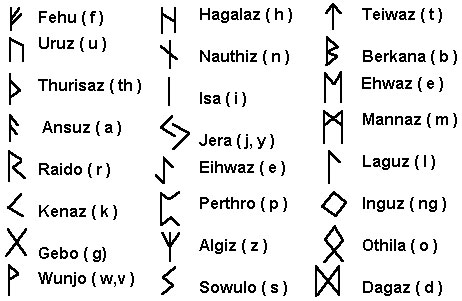 ᚠ Fehu ( f )
ᚢ Uruz ( u )
ᚦ Thurisaz ( th )
ᚨ Ansuz ( a )
ᚱ Raido ( r )
ᚲ Kenaz ( k )
ᚷ Gebo ( g )
ᚹ Wunjo ( w,v )
ᚺ Hagalaz ( h )
ᚾ Nauthiz ( n )
ᛁ Isa ( i )
ᛃ Jera ( j, y )
ᛇ Eihwaz ( e )
ᛈ Perthro ( p )
ᛉ Algiz ( z )
ᛊ Sowulo ( s )
ᛏ Teiwaz ( t )
ᛒ Berkana ( b )
ᛖ Ehwaz ( e )
ᛗ Mannaz ( m )
ᛚ Laguz ( l )
ᛜ Inguz ( ng )
ᛟ Othila ( o )
ᛞ Dagaz ( d )